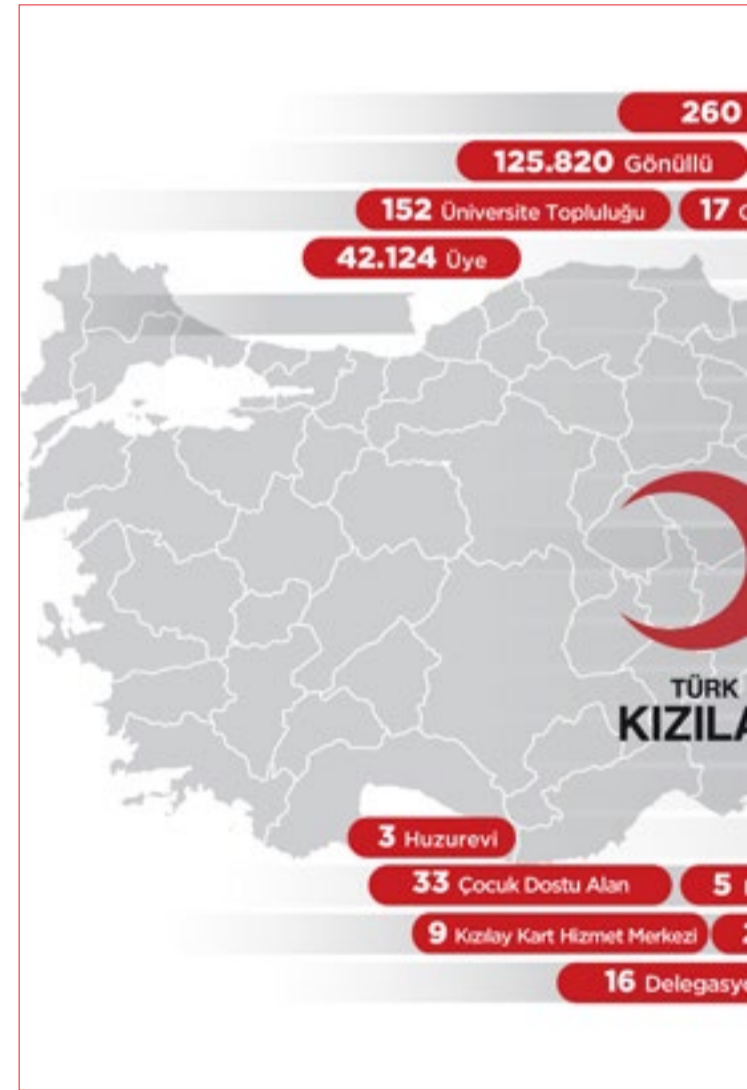 260
125.820 Gönüllü
152 Üniversite Topluluğu 17
42.124 Üye
TÜRK
KIZILA
3 Huzurevi
33 Çocuk Dostu Alan 5
9 Kızılay Kart Hizmet Merkezi
16 Delegasy